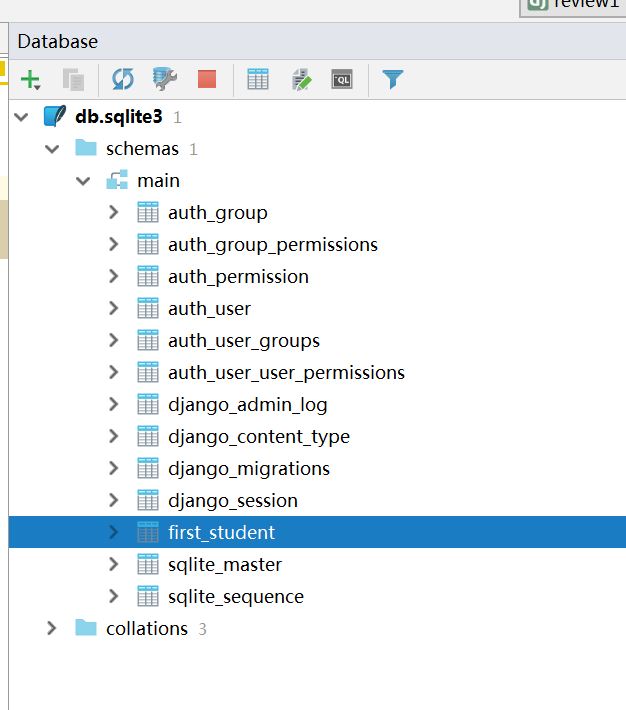 review1
Database
QL
db.sqlite3 1
schemas 1
main
auth_group
auth_group_permissions
auth_permission
auth_user
auth_user_groups
auth_user_user_permissions
django_admin_log
django_content_type
django_migrations
django_session
first_student
sqlite_master
sqlite_sequence
collations 3